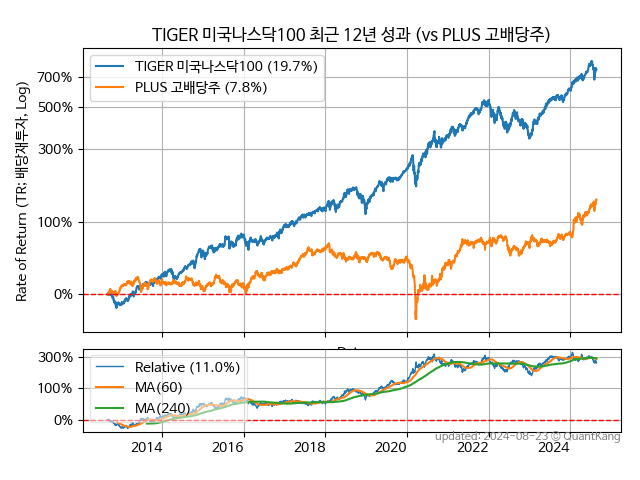 TIGER 미국나스닥100 최근 12년 성과 (vs PLUS 고배당주)
TIGER 미국나스닥100 (19.7%)
PLUS 고배당주 (7.8%)
700%
500%
300%
100%
0%
Rate of Return (TR: 배당재투자, Log)
Relative (11.0%)
MA(60)
MA(240)
300%
100%
0%
2014 2016 2018 2020 2022 2024
updated: 2024-08-23 © QuantKang